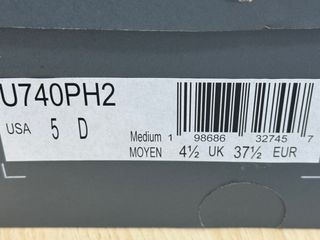 U740PH2
USA 5 D
Medium 1 98686 32745 7
MOYEN 4½ UK 37½ EUR